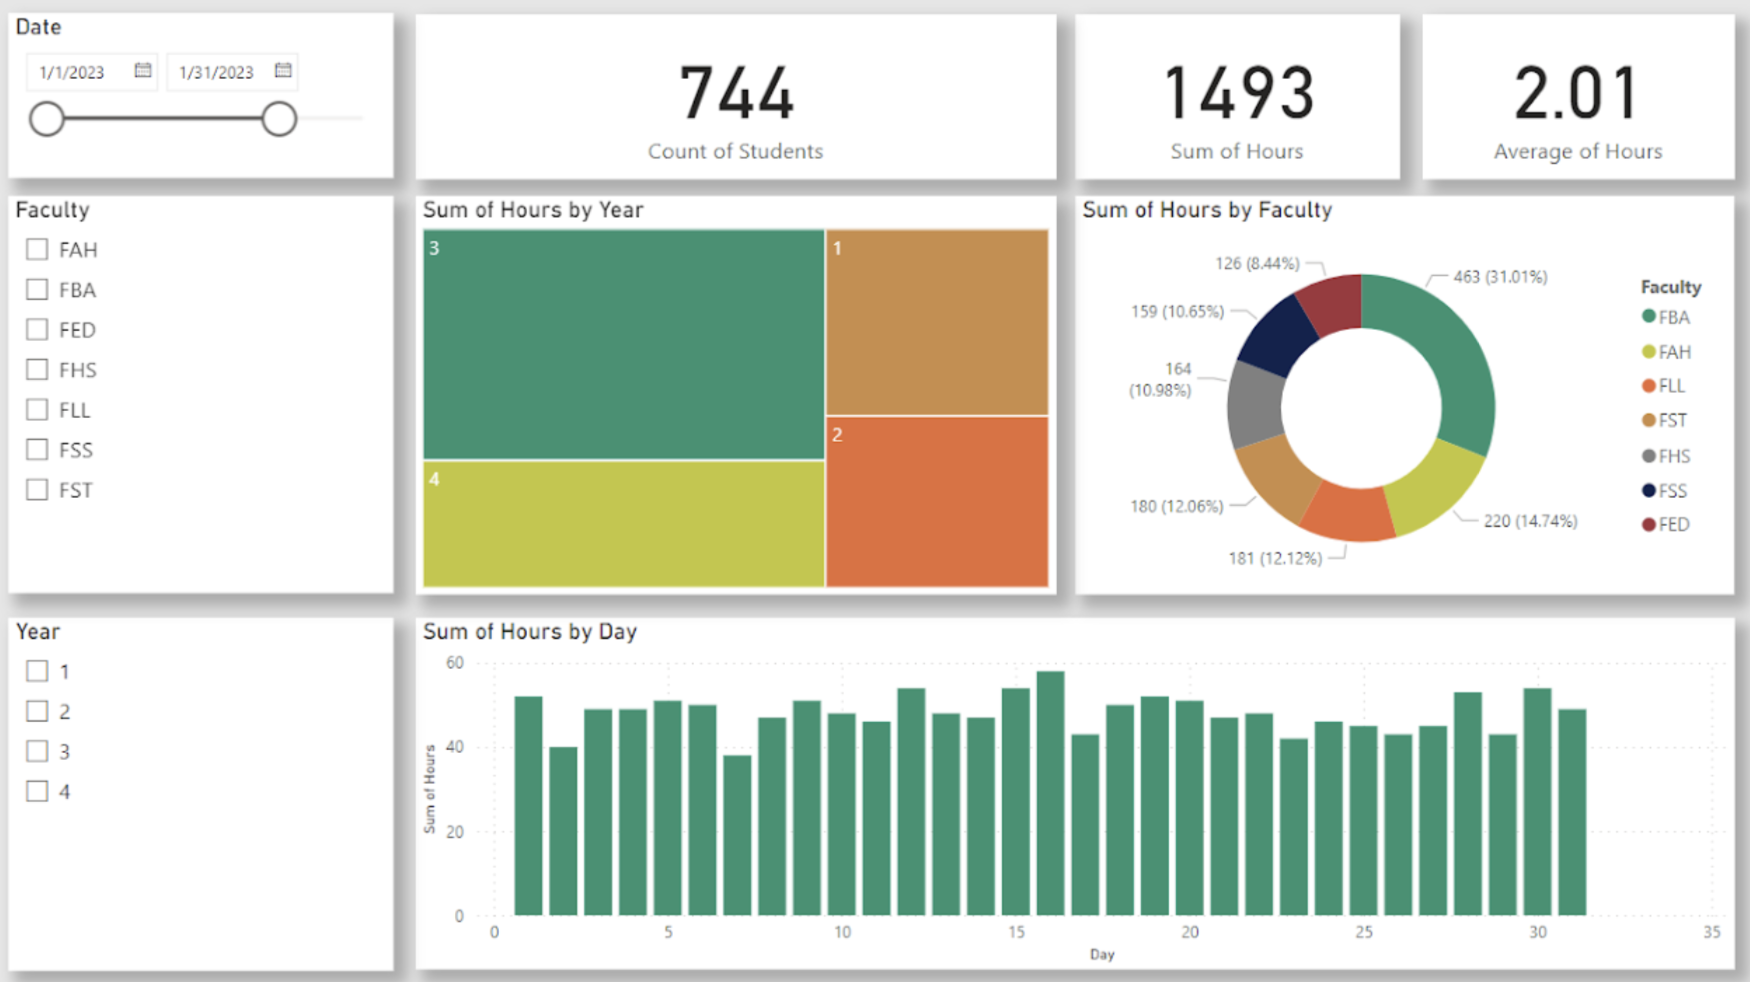 Date
1/1/2023
1/31/2023
744
Count of Students
1493
Sum of Hours
2.01
Average of Hours
Faculty
FAH
FBA
FED
FHS
FLL
FSS
FST
Sum of Hours by Year
3
1
4
2
Sum of Hours by Faculty
126 (8.44%)
463 (31.01%)
159 (10.65%)
164
(10.98%)
180 (12.06%)
220 (14.74%)
181 (12.12%)
Faculty
FBA
FAH
FLL
FST
FHS
FSS
FED
Year
1
2
3
4
Sum of Hours by Day
Sum of Hours
60
40
20
0
0 5 10 15 20 25 30 35
Day